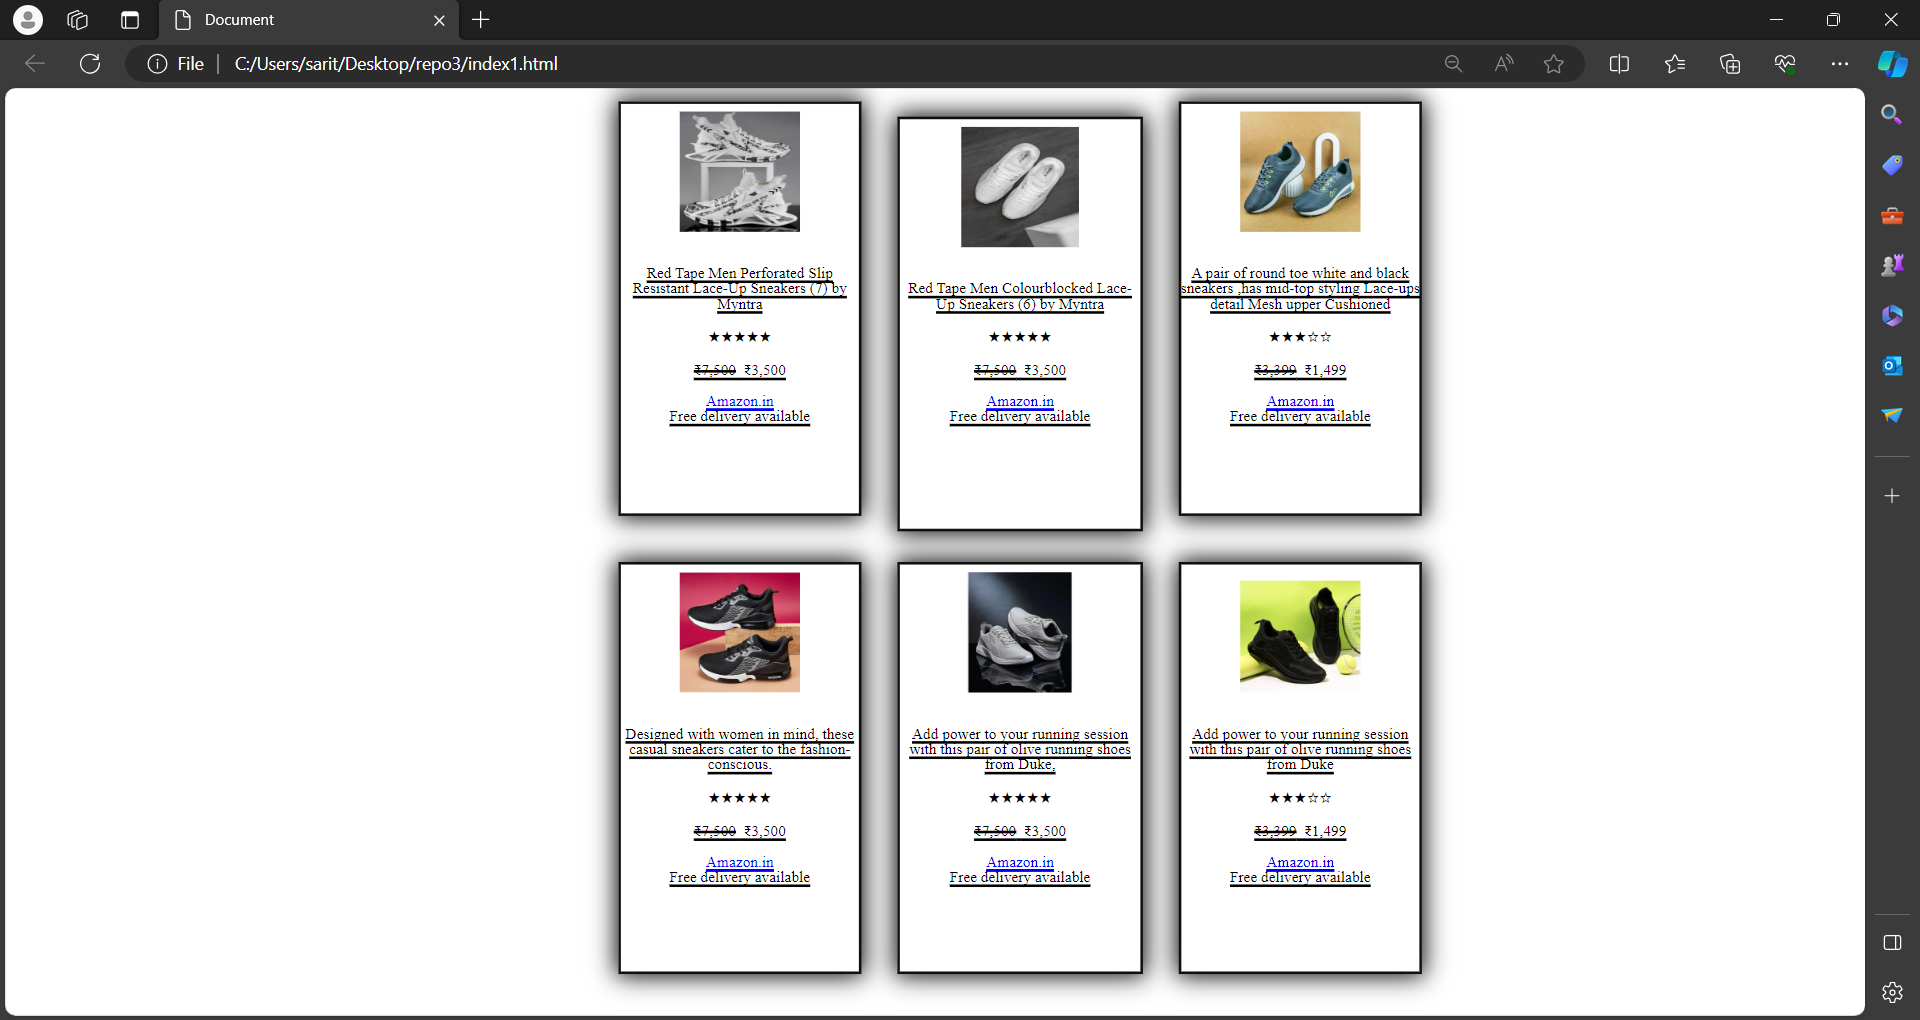 Document
File
C:/Users/sarit/Desktop/repo3/index1.html
Red Tape Men Perforated Slip
Resistant Lace-Up Sneakers (7) by
Myntra
★★★★★
₹7,500 ₹3,500
Amazon.in
Free delivery available
Red Tape Men Colourblocked Lace-
Up Sneakers (6) by Myntra
★★★★★
₹7,500 ₹3,500
Amazon.in
Free delivery available
A pair of round toe white and black
sneakers ,has mid-top styling Lace-ups
detail Mesh upper Cushioned
★★★☆☆
₹3,399 ₹1,499
Amazon.in
Free delivery available
Designed with women in mind, these
casual sneakers cater to the fashion-
conscious.
★★★★★
₹7,500 ₹3,500
Amazon.in
Free delivery available
Add power to your running session
with this pair of olive running shoes
from Duke,
★★★★★
₹7,500 ₹3,500
Amazon.in
Free delivery available
Add power to your running session
with this pair of olive running shoes
from Duke
★★★☆☆
₹3,399 ₹1,499
Amazon.in
Free delivery available